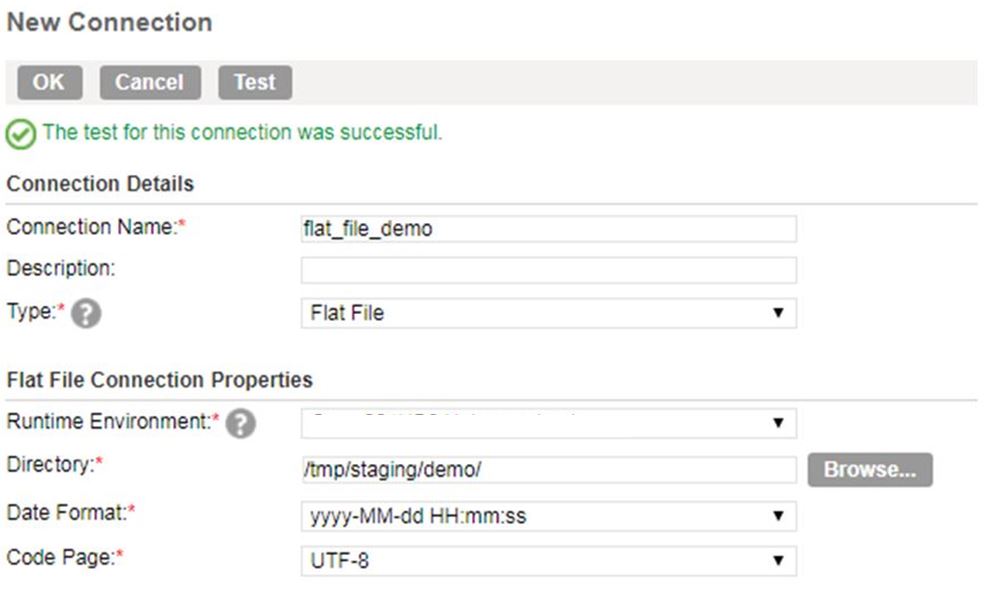 New Connection
OK Cancel Test
The test for this connection was successful.
Connection Details
Connection Name:* flat_file_demo
Description:
Type:* ? Flat File
Flat File Connection Properties
Runtime Environment:* ?
Directory:* /tmp/staging/demo/ Browse...
Date Format:* yyyy-MM-dd HH:mm:ss
Code Page:* UTF-8